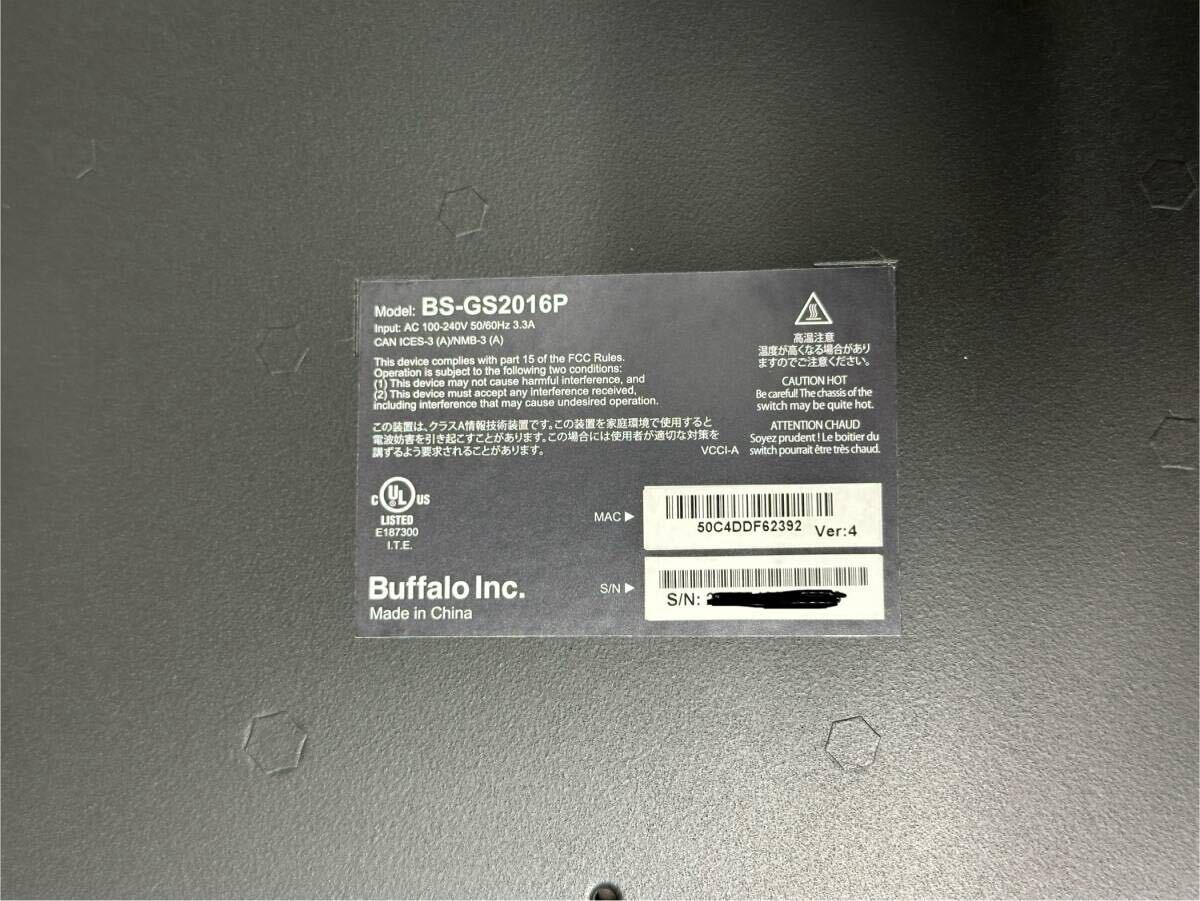 Model: BS-GS2016P
Input: AC 100-240V 50/60Hz 3.3A
CAN ICES-3 (A)/NMB-3 (A)
This device complies with part 15 of the FCC Rules.
Operation is subject to the following two conditions:
(1) This device may not cause harmful interference, and
(2) This device must accept any interference received,
including interference that may cause undesired operation.
この装置は、クラスA情報技術装置です。この装置を家庭環境で使用すると
電波妨害を引き起こすことがあります。この場合には使用者が適切な対策を
講ずるよう要求されることがあります。
VCCI-A
高温注意
温度が高くなる場合があり
ますのでご注意ください。
CAUTION HOT
Be careful! The chassis of the
switch may be quite hot.
ATTENTION CHAUD
Soyez prudent ! Le boitier du
switch pourrait être très chaud.
C UL US
LISTED
E187300
I.T.E.
MAC ▶
50C4DDF62392 Ver:4
Buffalo Inc.
Made in China
S/N ▶
S/N: